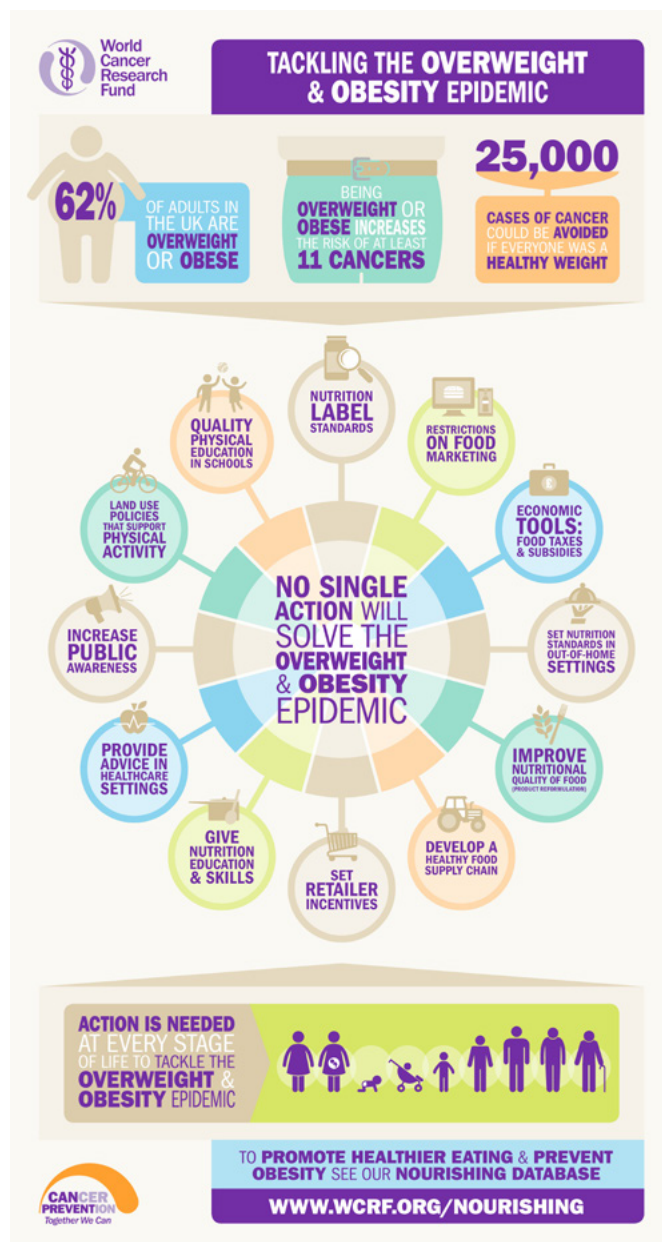 World
Cancer
Research
Fund
TACKLING THE OVERWEIGHT
& OBESITY EPIDEMIC
62%
OF ADULTS IN
THE UK ARE
OVERWEIGHT
OR OBESE
BEING
OVERWEIGHT OR
OBESE INCREASES
THE RISK OF AT LEAST
11 CANCERS
25,000
CASES OF CANCER
COULD BE AVOIDED
IF EVERYONE WAS A
HEALTHY WEIGHT
NUTRITION
LABEL
STANDARDS
RESTRICTIONS
ON FOOD
MARKETING
£
ECONOMIC
TOOLS:
FOOD TAXES
& SUBSIDIES
SET NUTRITION
STANDARDS IN
OUT-OF-HOME
SETTINGS
IMPROVE
NUTRITIONAL
QUALITY OF FOOD
(PRODUCT REFORMULATION)
DEVELOP A
HEALTHY FOOD
SUPPLY CHAIN
SET
RETAILER
INCENTIVES
GIVE
NUTRITION
EDUCATION
& SKILLS
PROVIDE
ADVICE IN
HEALTHCARE
SETTINGS
INCREASE
PUBLIC
AWARENESS
LAND USE
POLICIES
THAT SUPPORT
PHYSICAL
ACTIVITY
QUALITY
PHYSICAL
EDUCATION
IN SCHOOLS
NO SINGLE
ACTION WILL
SOLVE THE
OVERWEIGHT
& OBESITY
EPIDEMIC
ACTION IS NEEDED
AT EVERY STAGE
OF LIFE TO TACKLE THE
OVERWEIGHT &
OBESITY EPIDEMIC
CANCER
PREVENTION
Together We Can
TO PROMOTE HEALTHIER EATING & PREVENT
OBESITY SEE OUR NOURISHING DATABASE
WWW.WCRF.ORG/NOURISHING